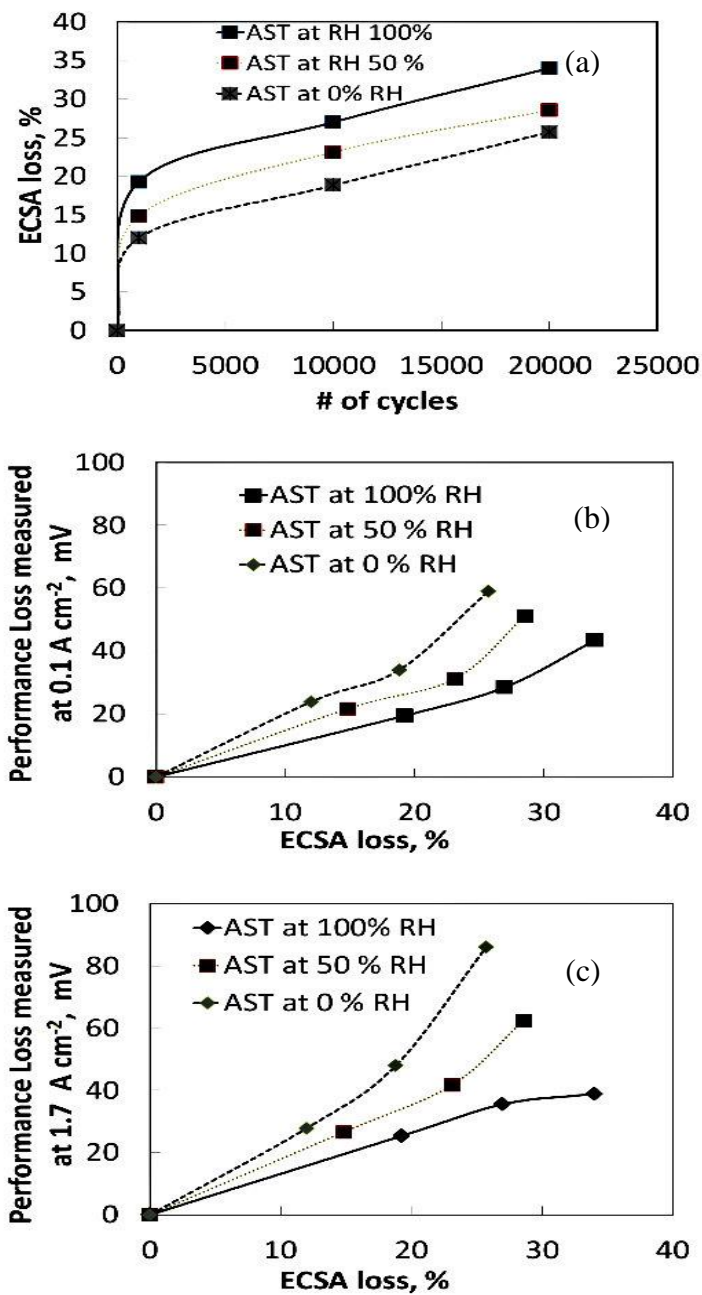 40
35
30
25
20
15
10
5
0
ECSA loss, %
AST at RH 100%
AST at RH 50 %
AST at 0% RH
(a)
0 5000 10000 15000 20000 25000
# of cycles
100
80
60
40
20
0
Performance Loss measured
at 0.1 A cm-2, mV
AST at 100% RH
AST at 50 % RH
AST at 0 % RH
(b)
0 10 20 30 40
ECSA loss, %
100
80
60
40
20
0
Performance Loss measured
at 1.7 A cm-2, mV
AST at 100% RH
AST at 50 % RH
AST at 0 % RH
(c)
0 10 20 30 40
ECSA loss, %